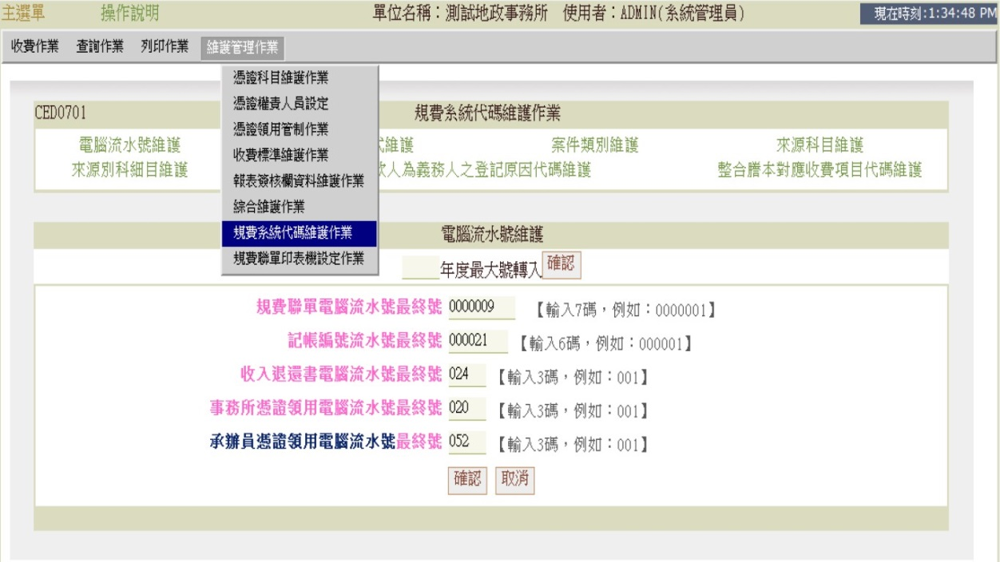 主選單 操作說明 單位名稱：測試地政事務所 使用者：ADMIN(系統管理員) 現在時刻:1:34:48 PM
收費作業 查詢作業 列印作業 維護管理作業
憑證科目維護作業
憑證權責人員設定
憑證領用管制作業
收費標準維護作業
報表簽核欄資料維護作業
綜合維護作業
規費系統代碼維護作業
規費聯單印表機設定作業
CED0701 規費系統代碼維護作業
電腦流水號維護 式維護 案件類別維護 來源科目維護
來源別科細目維護 人為義務人之登記原因代碼維護 整合謄本對應收費項目代碼維護
電腦流水號維護
年度最大號轉入 確認
規費聯單電腦流水號最終號 0000009 【輸入7碼，例如：0000001】
記帳編號流水號最終號 000021 【輸入6碼，例如：000001】
收入退還書電腦流水號最終號 024 【輸入3碼，例如：001】
事務所憑證領用電腦流水號最終號 020 【輸入3碼，例如：001】
承辦員憑證領用電腦流水號最終號 052 【輸入3碼，例如：001】
確認 取消